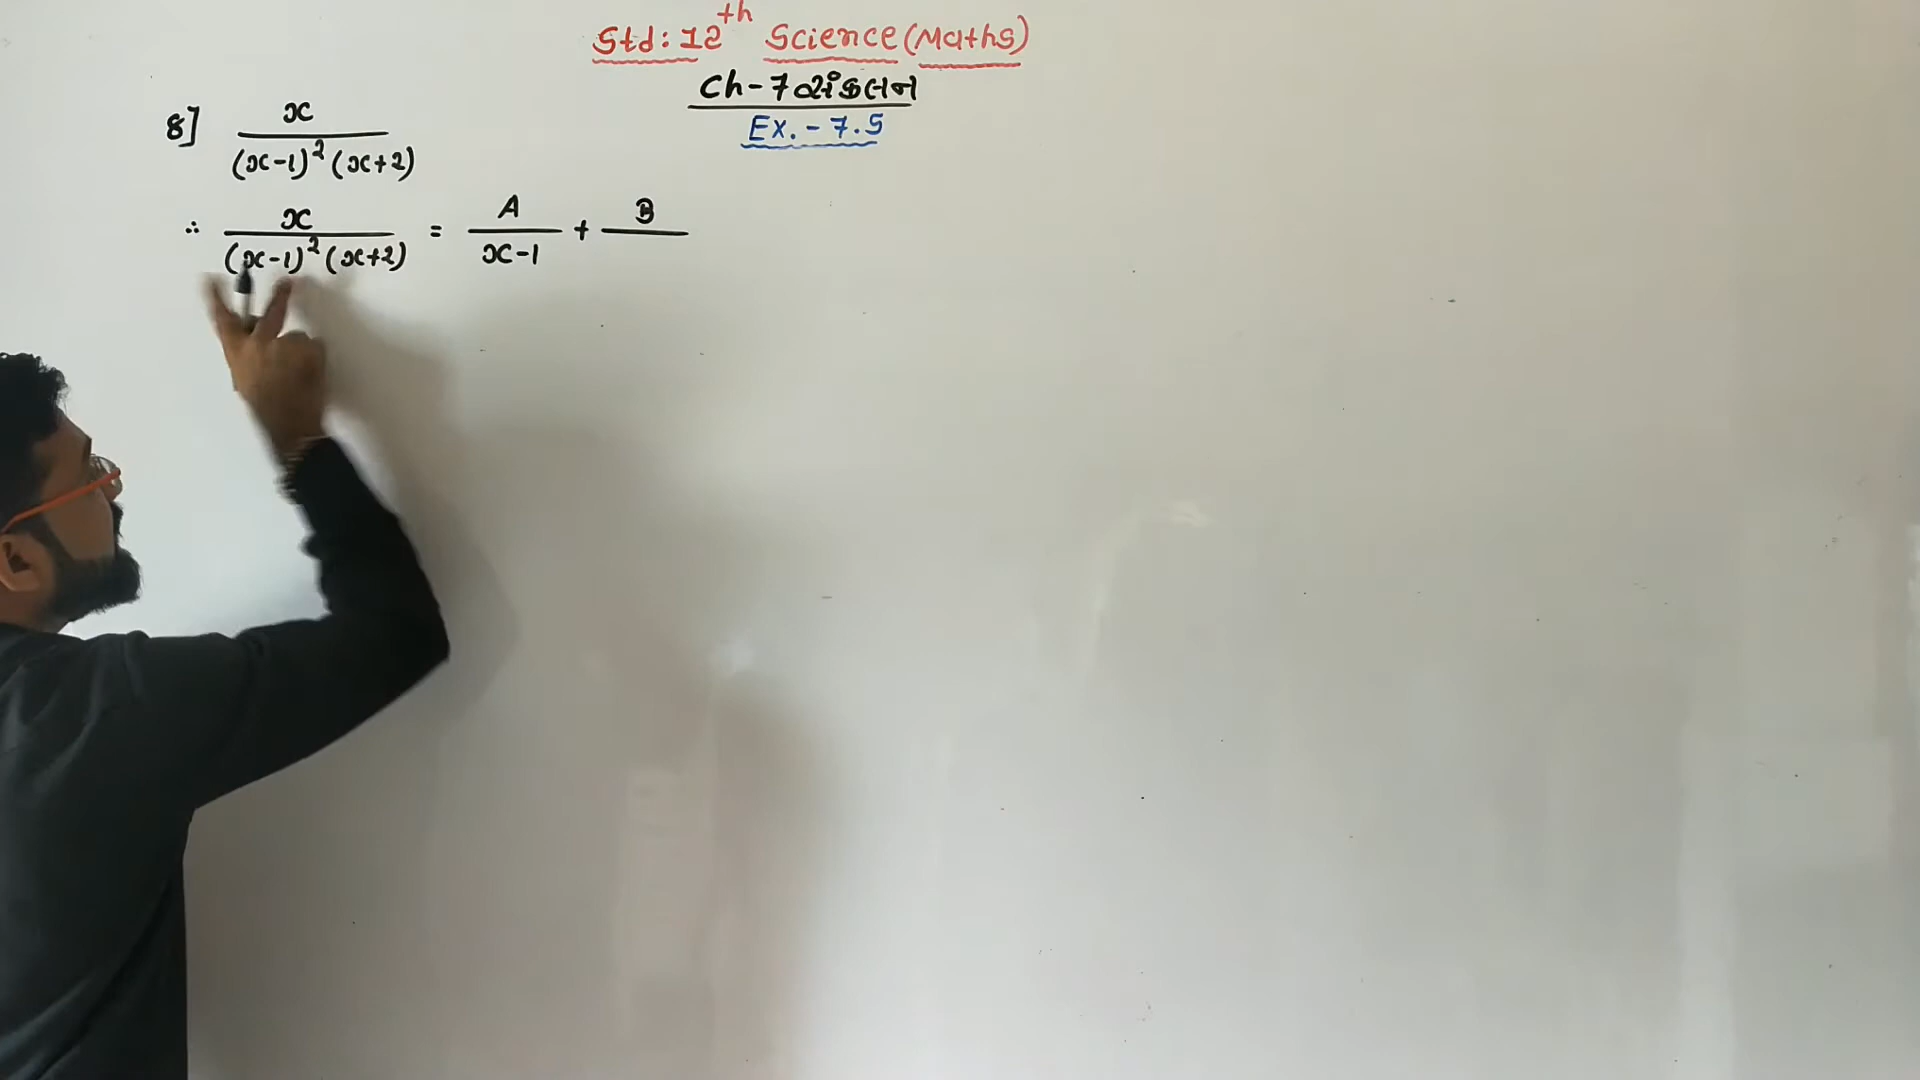 Std: 12th Science (Maths)
Ch - 7 સંકલન
Ex. - 7.5
8] x / (x-1)² (x+2)
∴ x / (x-1)² (x+2) = A / x-1 + B /